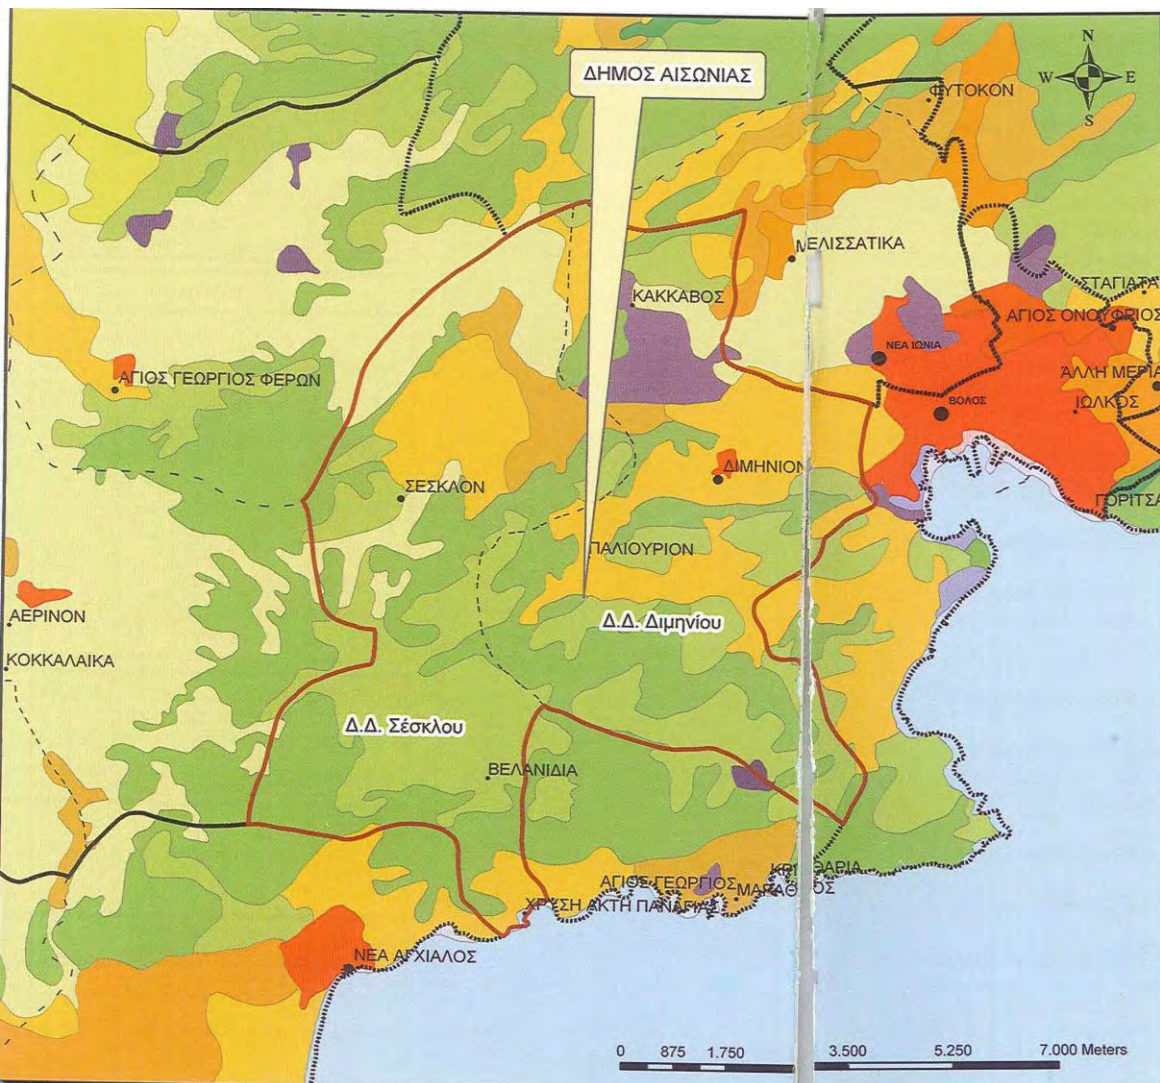 ΔΗΜΟΣ ΑΙΣΩΝΙΑΣ
N
W E
S
ΦΥΤΟΚΟΝ
ΜΕΛΙΣΣΑΤΙΚΑ
ΣΤΑΓΙΑΤΑ
ΚΑΚΚΑΒΟΣ
ΑΓΙΟΣ ΟΝΟΥΦΡΙΟΣ
ΝΕΑ ΙΩΝΙΑ
ΑΛΛΗ ΜΕΡΙΑ
ΑΓΙΟΣ ΓΕΩΡΓΙΟΣ ΦΕΡΩΝ
ΙΩΛΚΟΣ
ΒΟΛΟΣ
ΔΙΜΗΝΙΟΝ
ΣΕΣΚΛΟΝ
ΓΟΡΙΤΣΑ
ΠΑΛΙΟΥΡΙΟΝ
ΑΕΡΙΝΟΝ
Δ.Δ. Διμηνίου
ΚΟΚΚΑΛΑΙΚΑ
Δ.Δ. Σέσκλου
ΒΕΛΑΝΙΔΙΑ
ΑΓΙΟΣ ΓΕΩΡΓΙΟΣ
ΧΡΥΣΗ ΑΚΤΗ ΠΑΝΑΓΙΑΣ
ΝΕΑ ΑΓΧΙΑΛΟΣ
0 875 1.750 3.500 5.250 7.000 Meters